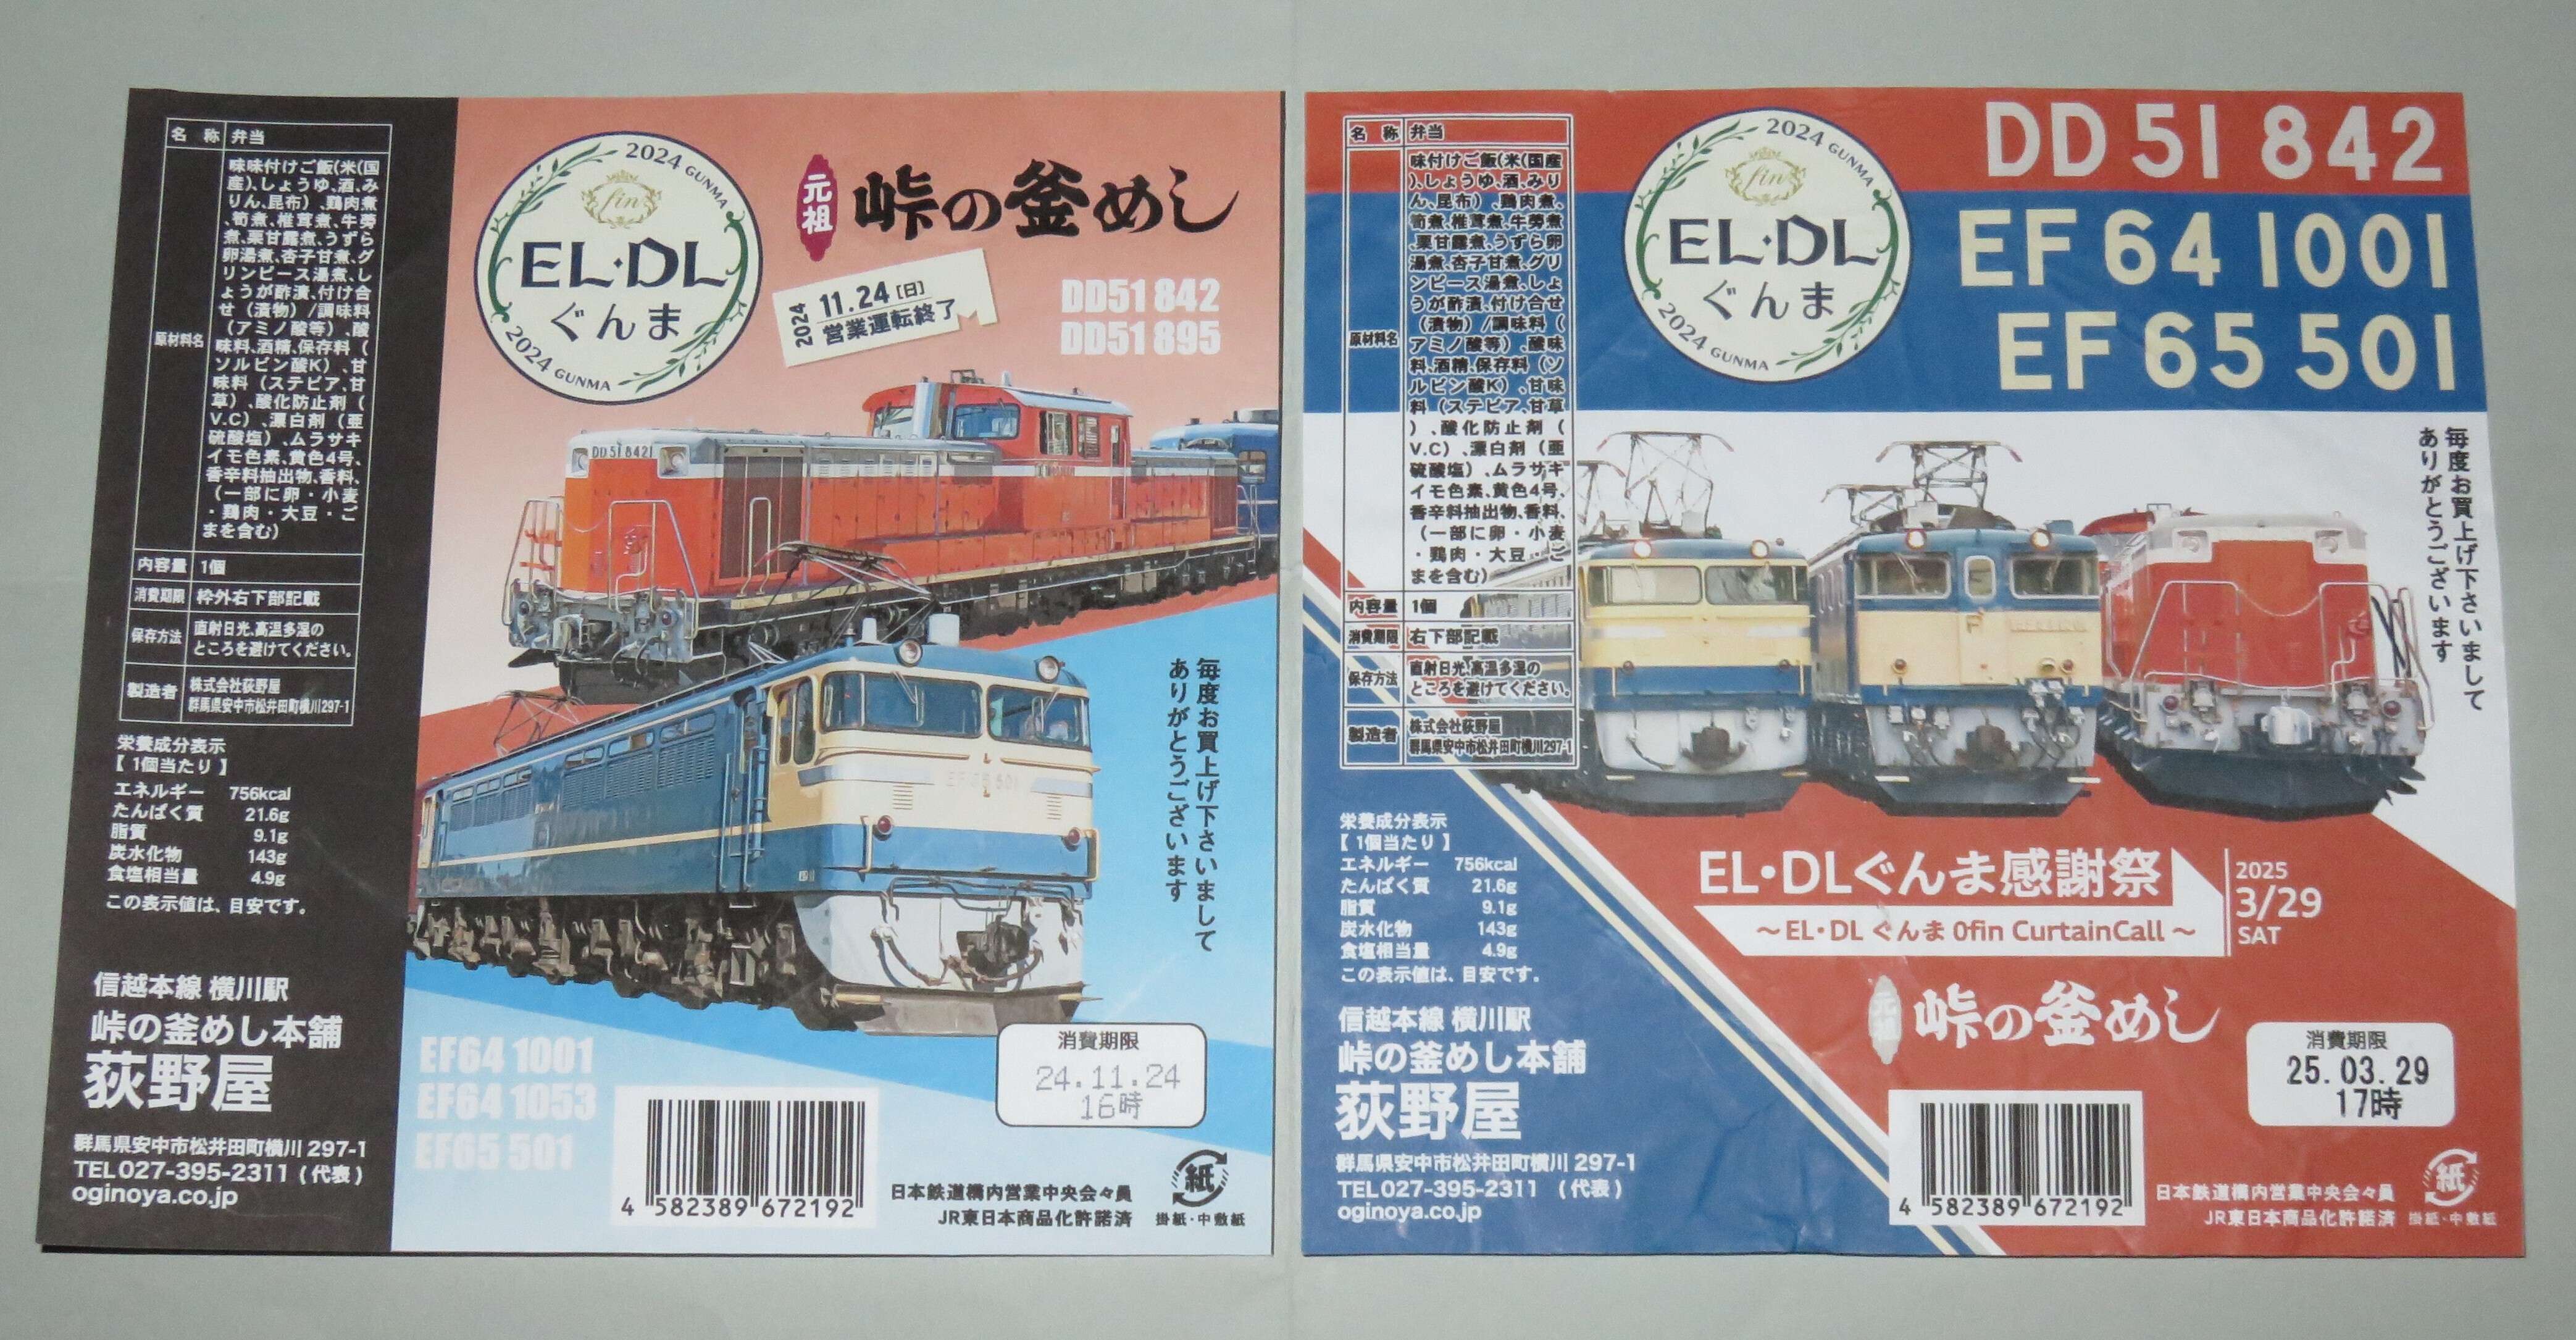 名 称 弁当
原材料名
味味付けご飯(米(国
産)、しょうゆ、酒、み
りん、昆布)、鶏肉煮
、筍煮、椎茸煮、牛蒡
煮、栗甘露煮、うずら
卵湯煮、杏子甘煮、グ
リンピース湯煮、し
ょうが酢漬、付け合
せ(漬物)/調味料
(アミノ酸等)、酸
味料、酒精、保存料(
ソルビン酸K)、甘
味料(ステビア、甘
草)、酸化防止剤(
V.C)、漂白剤(亜
硫酸塩)、ムラサキ
イモ色素、黄色4号、
香辛料抽出物、香料、
(一部に卵・小麦
・鶏肉・大豆・ご
まを含む)
内容量 1個
消費期限 枠外右下部記載
保存方法 直射日光、高温多湿の
ところを避けてください。
製造者 株式会社荻野屋
群馬県安中市松井田町横川297-1
栄養成分表示
【1個当たり】
エネルギー 756kcal
たんぱく質 21.6g
脂質 9.1g
炭水化物 143g
食塩相当量 4.9g
この表示値は、目安です。
信越本線 横川駅
峠の釜めし本舗
荻野屋
群馬県安中市松井田町横川 297-1
TEL027-395-2311(代表)
oginoya.co.jp
2024 GUNMA
fin
EL・DL
ぐんま
2024 GUNMA
元祖 峠の釜めし
2024 11.24[日]
営業運転終了
DD51 842
DD51 895
DD51 842
毎度お買上げ下さいまして
ありがとうございます
EF64 1001
EF64 1053
EF65 501
消費期限
24.11.24
16時
4 582389 672192
日本鉄道構内営業中央会々員
JR東日本商品化許諾済
紙
掛紙・中敷紙
名 称 弁当
原材料名
味付けご飯(米(国産
)、しょうゆ、酒、みり
ん、昆布)、鶏肉煮、
筍煮、椎茸煮、牛蒡煮
、栗甘露煮、うずら卵
湯煮、杏子甘煮、グリ
ンピース湯煮、しょ
うが酢漬、付け合せ
(漬物)/調味料(
アミノ酸等)、酸味
料、酒精、保存料(ソ
ルビン酸K)、甘味
料(ステビア、甘草
)、酸化防止剤(
V.C)、漂白剤(亜
硫酸塩)、ムラサキ
イモ色素、黄色4号、
香辛料抽出物、香料、
(一部に卵・小麦
・鶏肉・大豆・ご
まを含む)
内容量 1個
消費期限 右下部記載
保存方法 直射日光、高温多湿の
ところを避けてください。
製造者 株式会社荻野屋
群馬県安中市松井田町横川297-1
栄養成分表示
【1個当たり】
エネルギー 756kcal
たんぱく質 21.6g
脂質 9.1g
炭水化物 143g
食塩相当量 4.9g
この表示値は、目安です。
信越本線 横川駅
峠の釜めし本舗
荻野屋
群馬県安中市松井田町横川 297-1
TEL027-395-2311 (代表)
oginoya.co.jp
2024 GUNMA
fin
EL・DL
ぐんま
2024 GUNMA
DD 51 842
EF 64 1001
EF 65 501
毎度お買上げ下さいまして
ありがとうございます
EL・DLぐんま感謝祭
～EL・DL ぐんま 0fin CurtainCall～
2025
3/29
SAT
元祖 峠の釜めし
消費期限
25.03.29
17時
4 582389 672192
日本鉄道構内営業中央会々員
JR東日本商品化許諾済
紙
掛紙・中敷紙